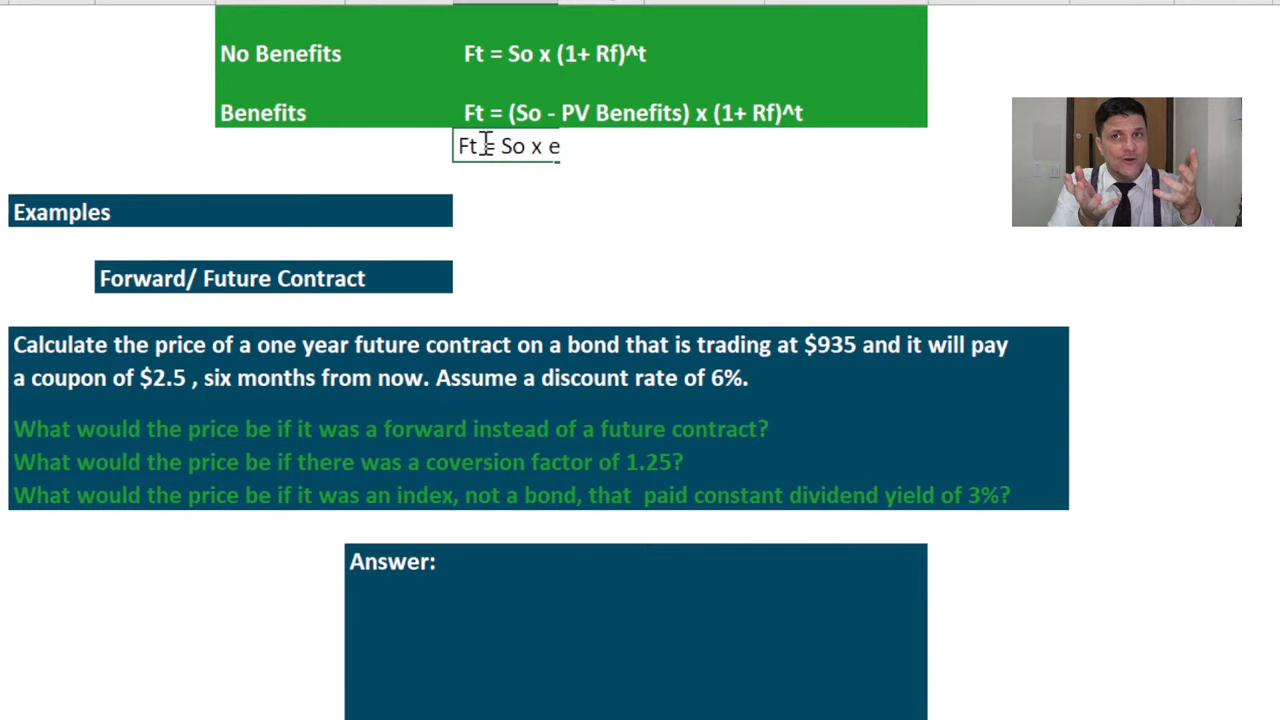 No Benefits Ft = So x (1+ Rf)^t
Benefits Ft = (So - PV Benefits) x (1+ Rf)^t
Ft = So x e
Examples
Forward/ Future Contract
Calculate the price of a one year future contract on a bond that is trading at $935 and it will pay
a coupon of $2.5 , six months from now. Assume a discount rate of 6%.
What would the price be if it was a forward instead of a future contract?
What would the price be if there was a coversion factor of 1.25?
What would the price be if it was an index, not a bond, that  paid constant dividend yield of 3%?
Answer: